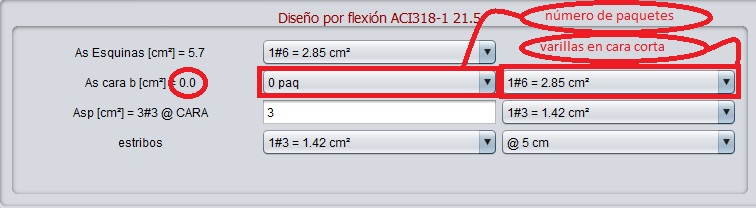 Diseño por flexión ACI318-1 21.5
número de paquetes
As Esquinas [cm²] = 5.7 1#6 = 2.85 cm² varillas en cara corta
As cara b [cm²] = 0.0 0 paq 1#6 = 2.85 cm²
Asp [cm²] = 3#3 @ CARA 3 1#3 = 1.42 cm²
estribos 1#3 = 1.42 cm² @ 5 cm